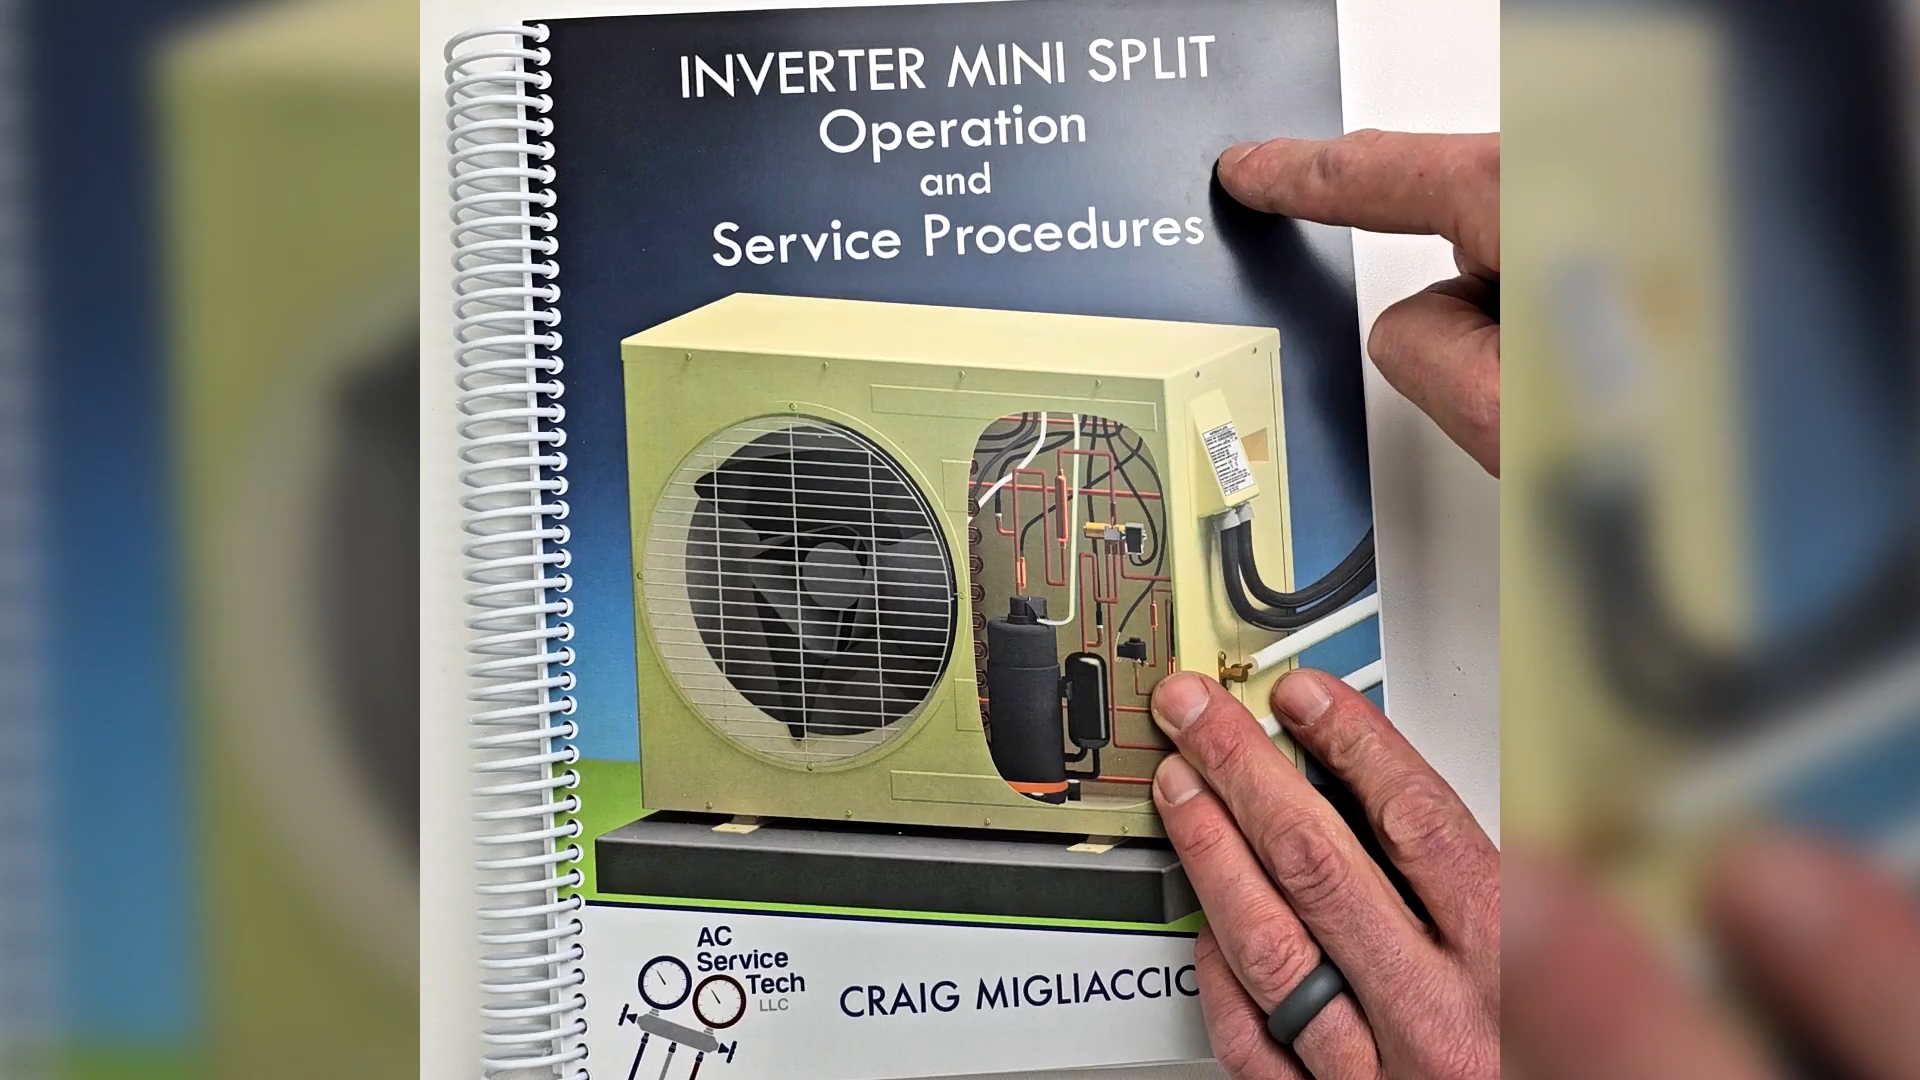 INVERTER MINI SPLIT
Operation
and
Service Procedures
AC
Service
Tech
LLC
CRAIG MIGLIACCIO